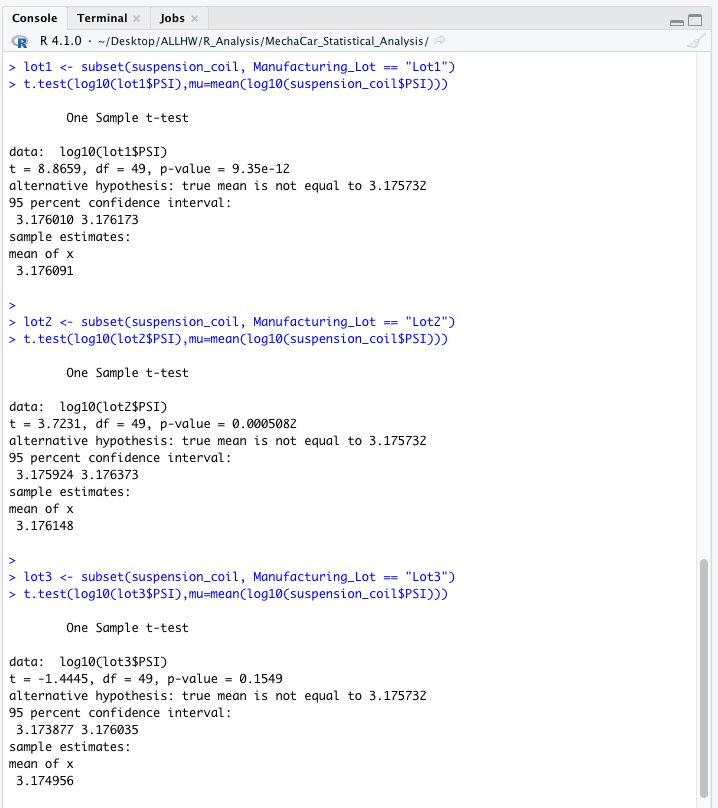 Console Terminal Jobs
R 4.1.0 · ~/Desktop/ALLHW/R_Analysis/MechaCar_Statistical_Analysis/
> lot1 <- subset(suspension_coil, Manufacturing_Lot == "Lot1")
> t.test(log10(lot1$PSI),mu=mean(log10(suspension_coil$PSI)))
One Sample t-test
data:  log10(lot1$PSI)
t = 8.8659, df = 49, p-value = 9.35e-12
alternative hypothesis: true mean is not equal to 3.175732
95 percent confidence interval:
3.176010 3.176173
sample estimates:
mean of x
3.176091
>
> lot2 <- subset(suspension_coil, Manufacturing_Lot == "Lot2")
> t.test(log10(lot2$PSI),mu=mean(log10(suspension_coil$PSI)))
One Sample t-test
data:  log10(lot2$PSI)
t = 3.7231, df = 49, p-value = 0.0005082
alternative hypothesis: true mean is not equal to 3.175732
95 percent confidence interval:
3.175924 3.176373
sample estimates:
mean of x
3.176148
>
> lot3 <- subset(suspension_coil, Manufacturing_Lot == "Lot3")
> t.test(log10(lot3$PSI),mu=mean(log10(suspension_coil$PSI)))
One Sample t-test
data:  log10(lot3$PSI)
t = -1.4445, df = 49, p-value = 0.1549
alternative hypothesis: true mean is not equal to 3.175732
95 percent confidence interval:
3.173877 3.176035
sample estimates:
mean of x
3.174956